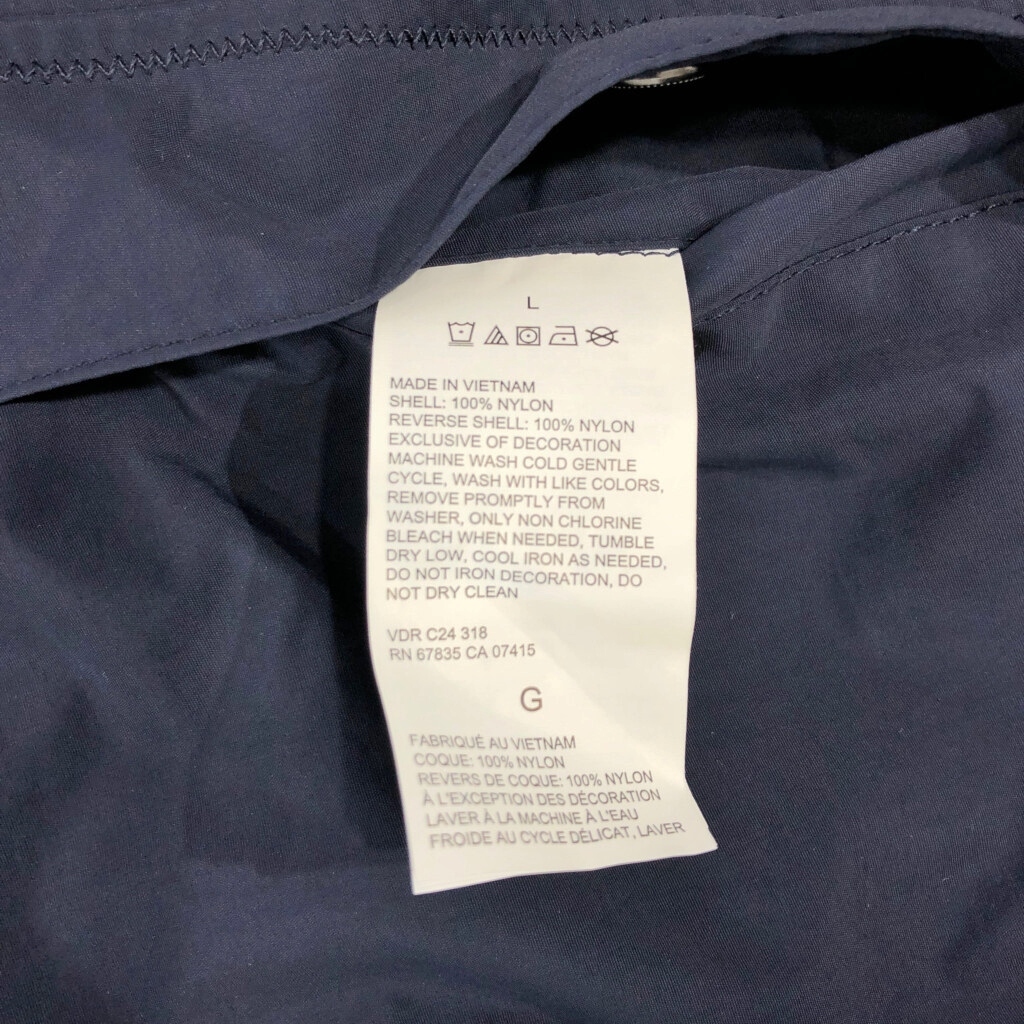 L
MADE IN VIETNAM
SHELL: 100% NYLON
REVERSE SHELL: 100% NYLON
EXCLUSIVE OF DECORATION
MACHINE WASH COLD GENTLE
CYCLE, WASH WITH LIKE COLORS,
REMOVE PROMPTLY FROM
WASHER, ONLY NON CHLORINE
BLEACH WHEN NEEDED, TUMBLE
DRY LOW, COOL IRON AS NEEDED,
DO NOT IRON DECORATION, DO
NOT DRY CLEAN
VDR C24 318
RN 67835 CA 07415
G
FABRIQUÉ AU VIETNAM
COQUE: 100% NYLON
REVERS DE COQUE: 100% NYLON
À L'EXCEPTION DES DÉCORATION
LAVER À LA MACHINE À L'EAU
FROIDE AU CYCLE DÉLICAT, LAVER